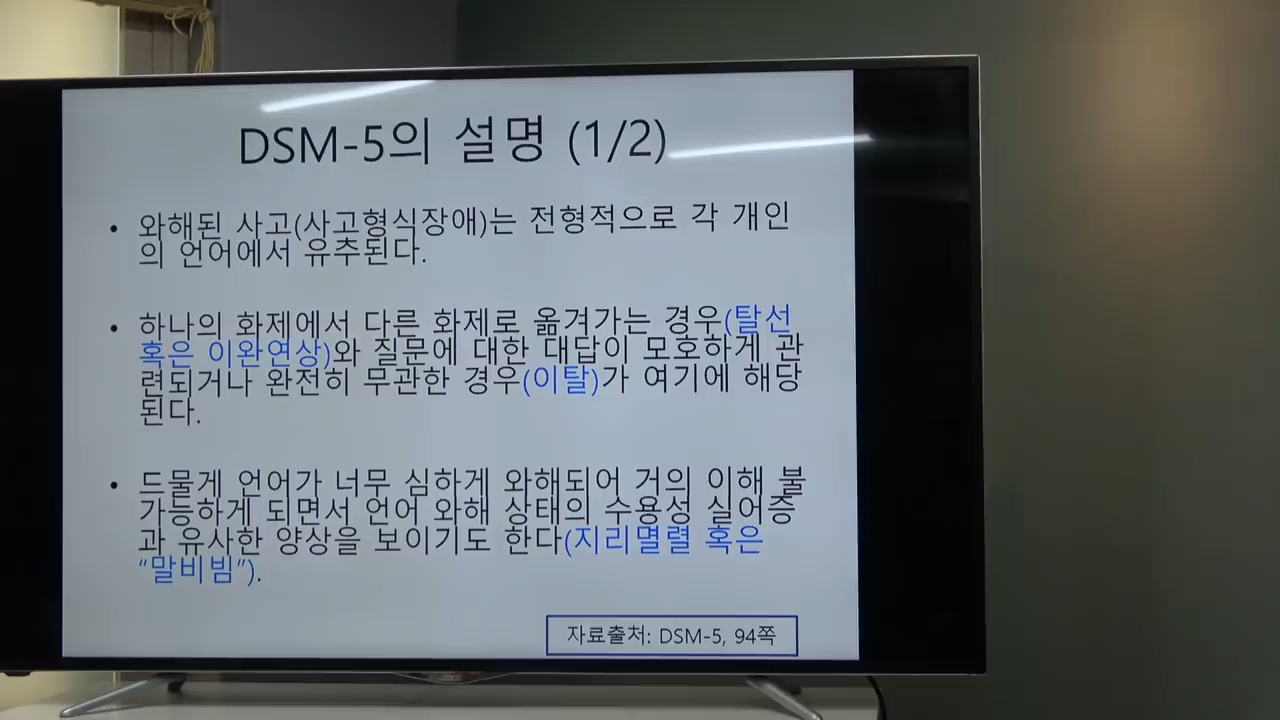 DSM-5의 설명 (1/2)
• 와해된 사고(사고형식장애)는 전형적으로 각 개인
의 언어에서 유추된다.
• 하나의 화제에서 다른 화제로 옮겨가는 경우(탈선
혹은 이완연상)와 질문에 대한 대답이 모호하게 관
련되거나 완전히 무관한 경우(이탈)가 여기에 해당
된다.
• 드물게 언어가 너무 심하게 와해되어 거의 이해 불
가능하게 되면서 언어 와해 상태의 수용성 실어증
과 유사한 양상을 보이기도 한다(지리멸렬 혹은
“말비빔”).
자료출처: DSM-5, 94쪽